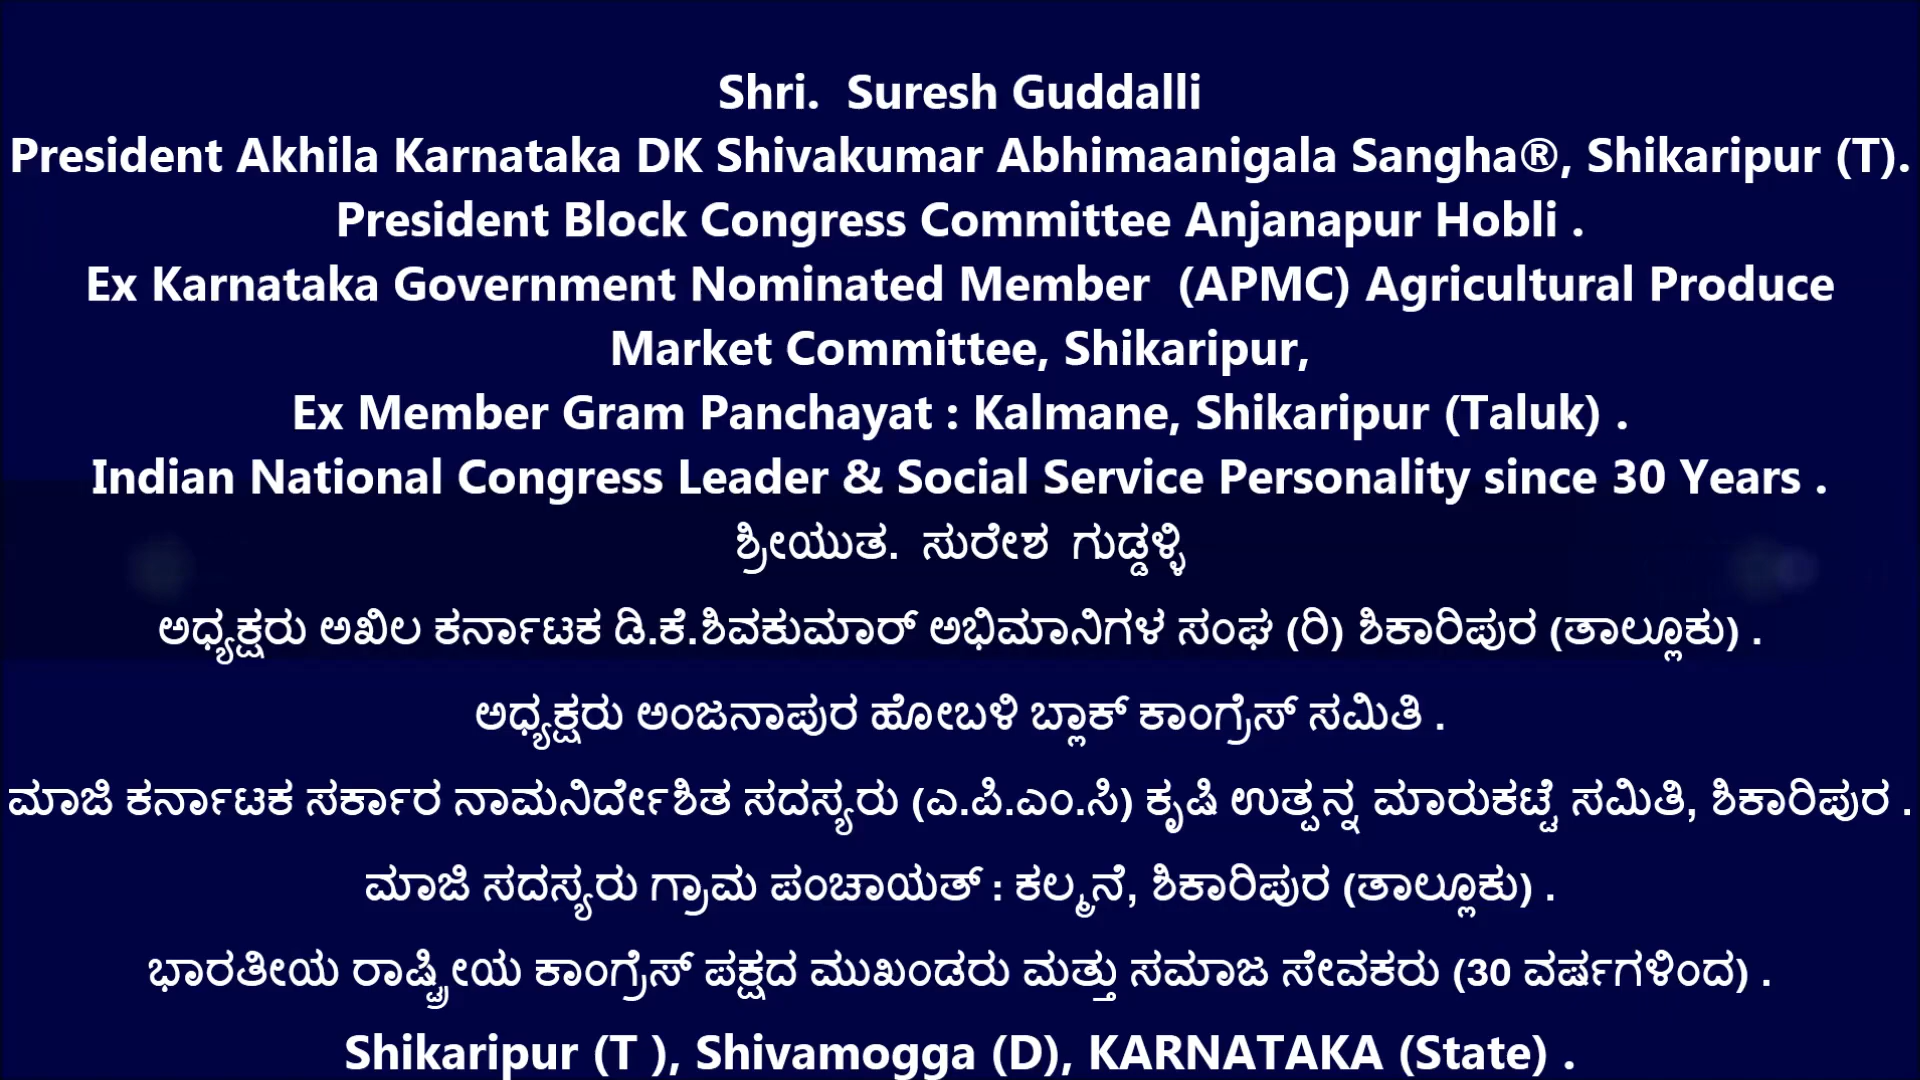 Shri.  Suresh Guddalli
President Akhila Karnataka DK Shivakumar Abhimaanigala Sangha®, Shikaripur (T).
President Block Congress Committee Anjanapur Hobli .
Ex Karnataka Government Nominated Member  (APMC) Agricultural Produce
Market Committee, Shikaripur,
Ex Member Gram Panchayat : Kalmane, Shikaripur (Taluk) .
Indian National Congress Leader & Social Service Personality since 30 Years .
ಶ್ರೀಯುತ.  ಸುರೇಶ  ಗುಡ್ಡಳ್ಳಿ
ಅಧ್ಯಕ್ಷರು ಅಖಿಲ ಕರ್ನಾಟಕ ಡಿ.ಕೆ.ಶಿವಕುಮಾರ್ ಅಭಿಮಾನಿಗಳ ಸಂಘ (ರಿ) ಶಿಕಾರಿಪುರ (ತಾಲ್ಲೂಕು) .
ಅಧ್ಯಕ್ಷರು ಅಂಜನಾಪುರ ಹೋಬಳಿ ಬ್ಲಾಕ್ ಕಾಂಗ್ರೆಸ್ ಸಮಿತಿ .
ಮಾಜಿ ಕರ್ನಾಟಕ ಸರ್ಕಾರ ನಾಮನಿರ್ದೇಶಿತ ಸದಸ್ಯರು (ಎ.ಪಿ.ಎಂ.ಸಿ) ಕೃಷಿ ಉತ್ಪನ್ನ ಮಾರುಕಟ್ಟೆ ಸಮಿತಿ, ಶಿಕಾರಿಪುರ .
ಮಾಜಿ ಸದಸ್ಯರು ಗ್ರಾಮ ಪಂಚಾಯತ್ : ಕಲ್ಮನೆ, ಶಿಕಾರಿಪುರ (ತಾಲ್ಲೂಕು) .
ಭಾರತೀಯ ರಾಷ್ಟ್ರೀಯ ಕಾಂಗ್ರೆಸ್ ಪಕ್ಷದ ಮುಖಂಡರು ಮತ್ತು ಸಮಾಜ ಸೇವಕರು (30 ವರ್ಷಗಳಿಂದ) .
Shikaripur (T ), Shivamogga (D), KARNATAKA (State) .